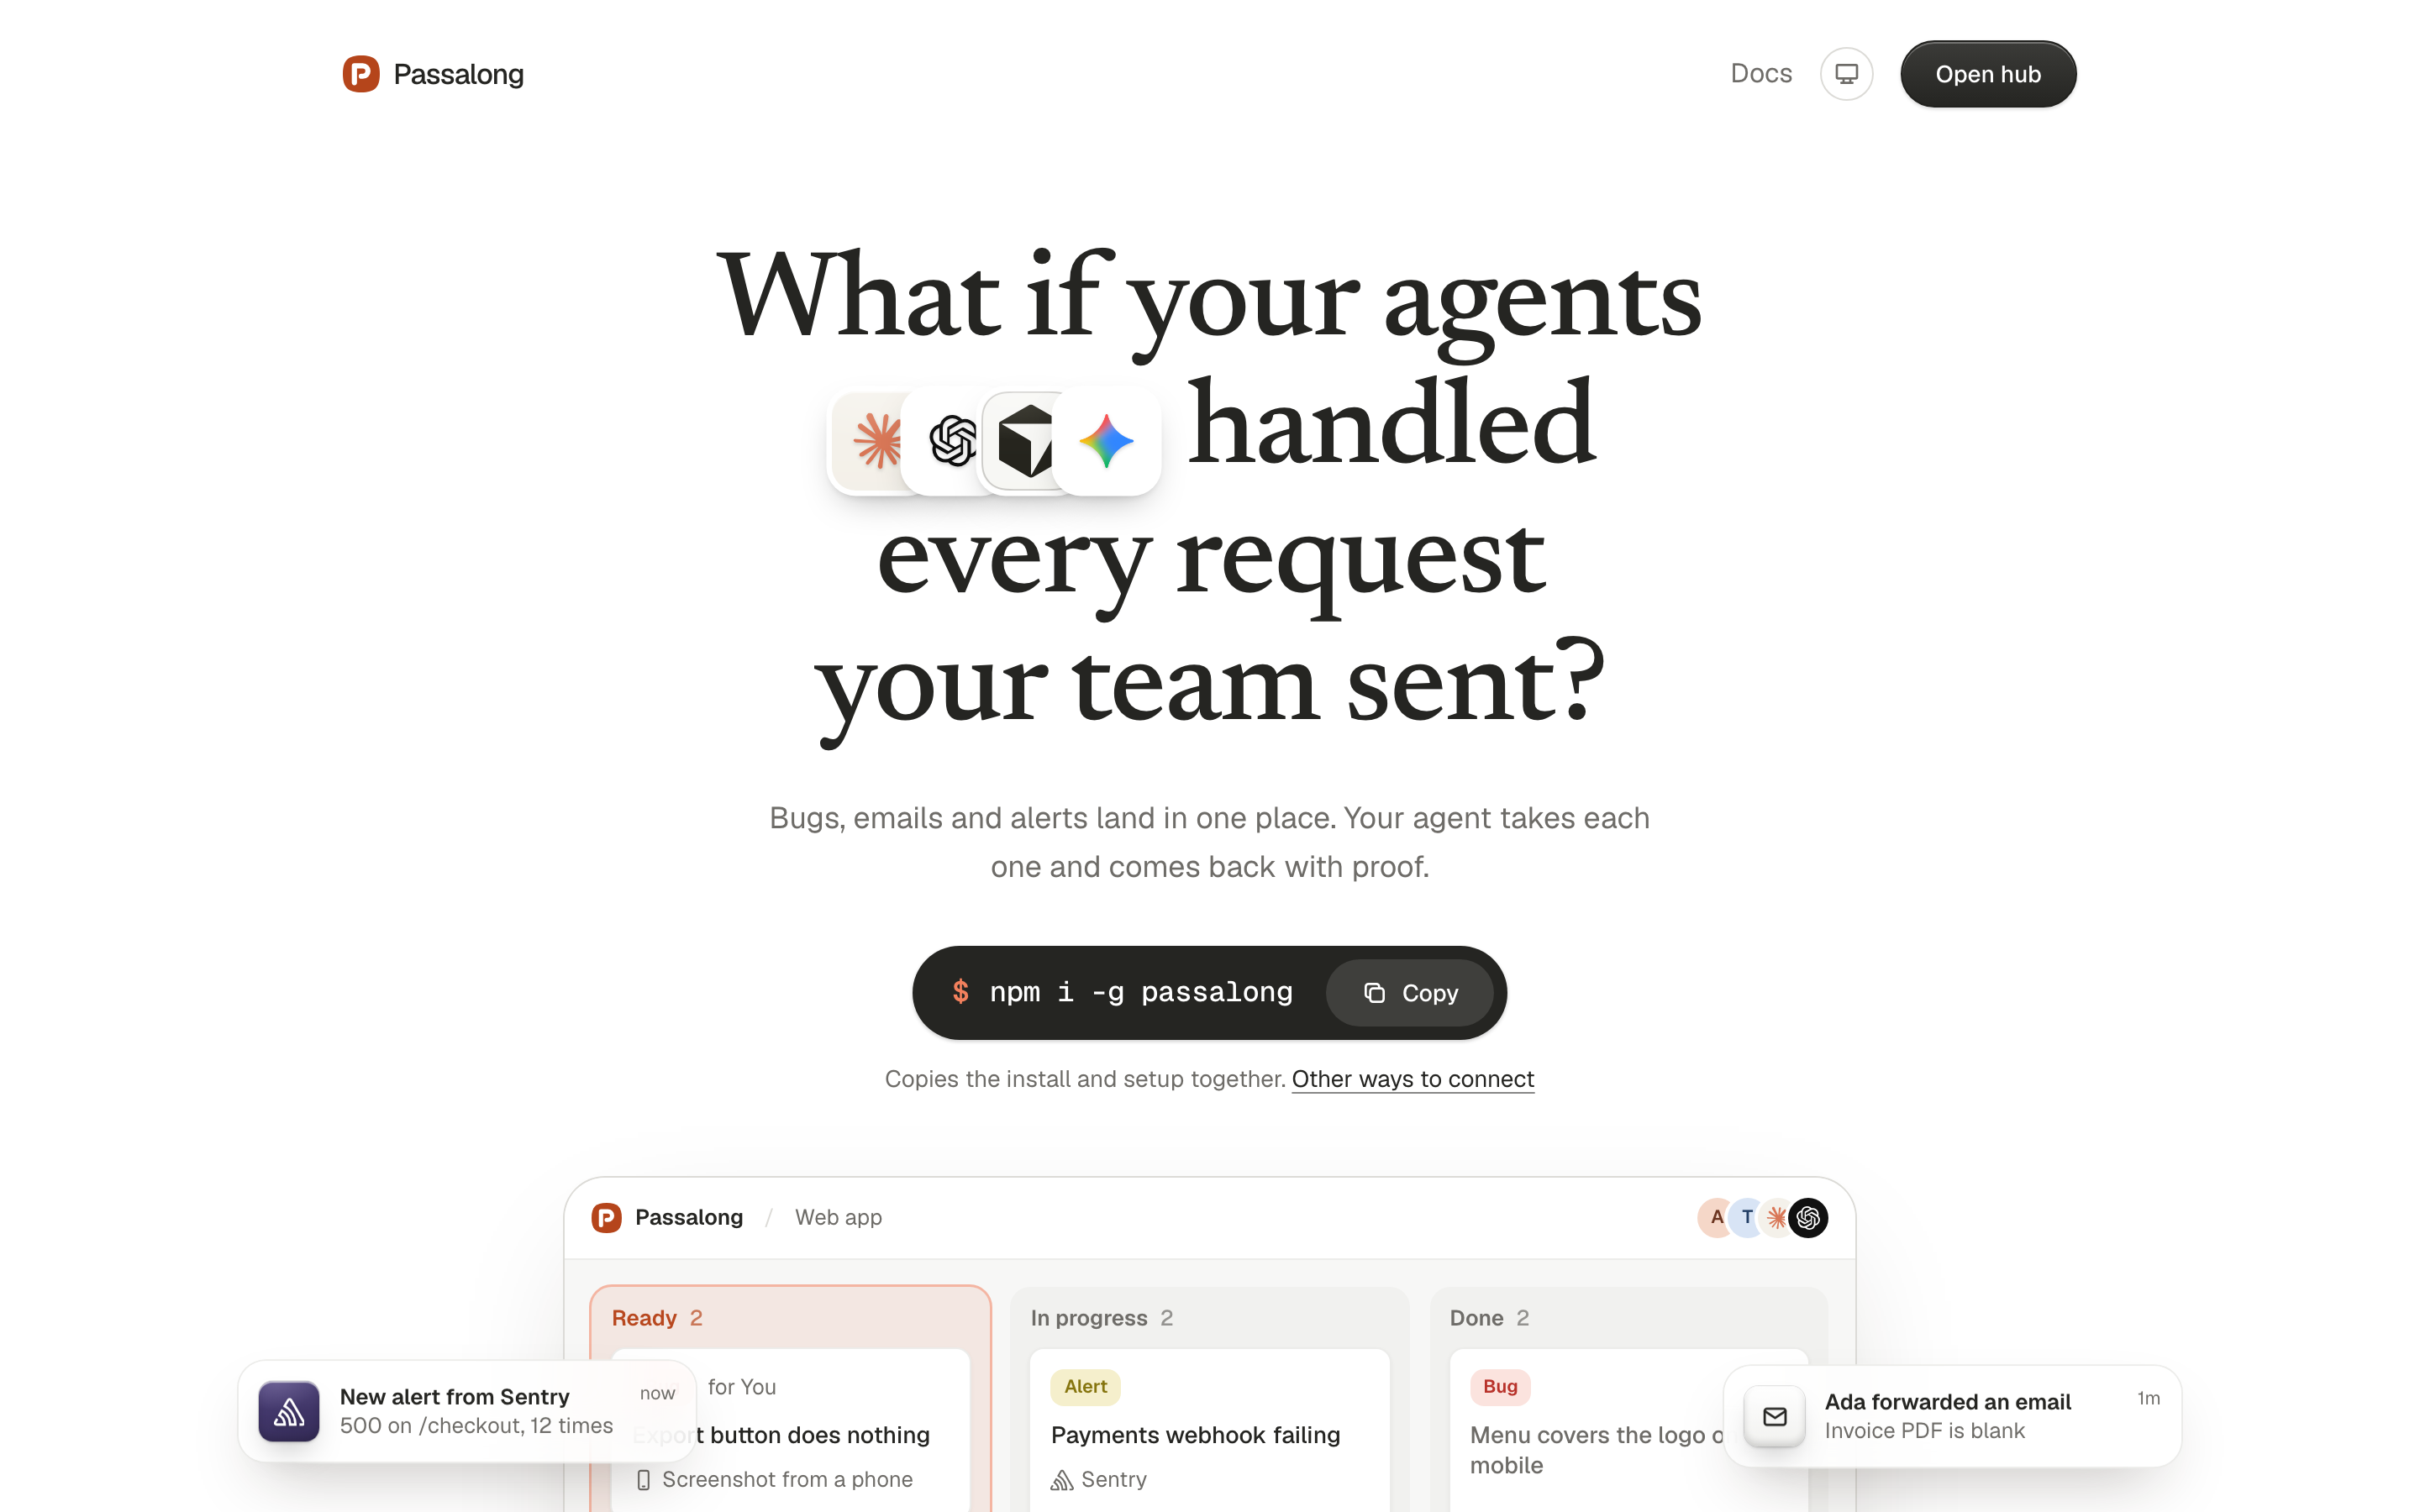 Passalong
Docs
Open hub
What if your agents
handled
every request
your team sent?
Bugs, emails and alerts land in one place. Your agent takes each
one and comes back with proof.
$ npm i -g passalong
Copy
Copies the install and setup together. Other ways to connect
Passalong / Web app
A T
Ready 2
In progress 2
Done 2
New alert from Sentry now
500 on /checkout, 12 times
for You
Export button does nothing
Screenshot from a phone
Alert
Payments webhook failing
Sentry
Bug
Menu covers the logo
mobile
Ada forwarded an email 1m
Invoice PDF is blank